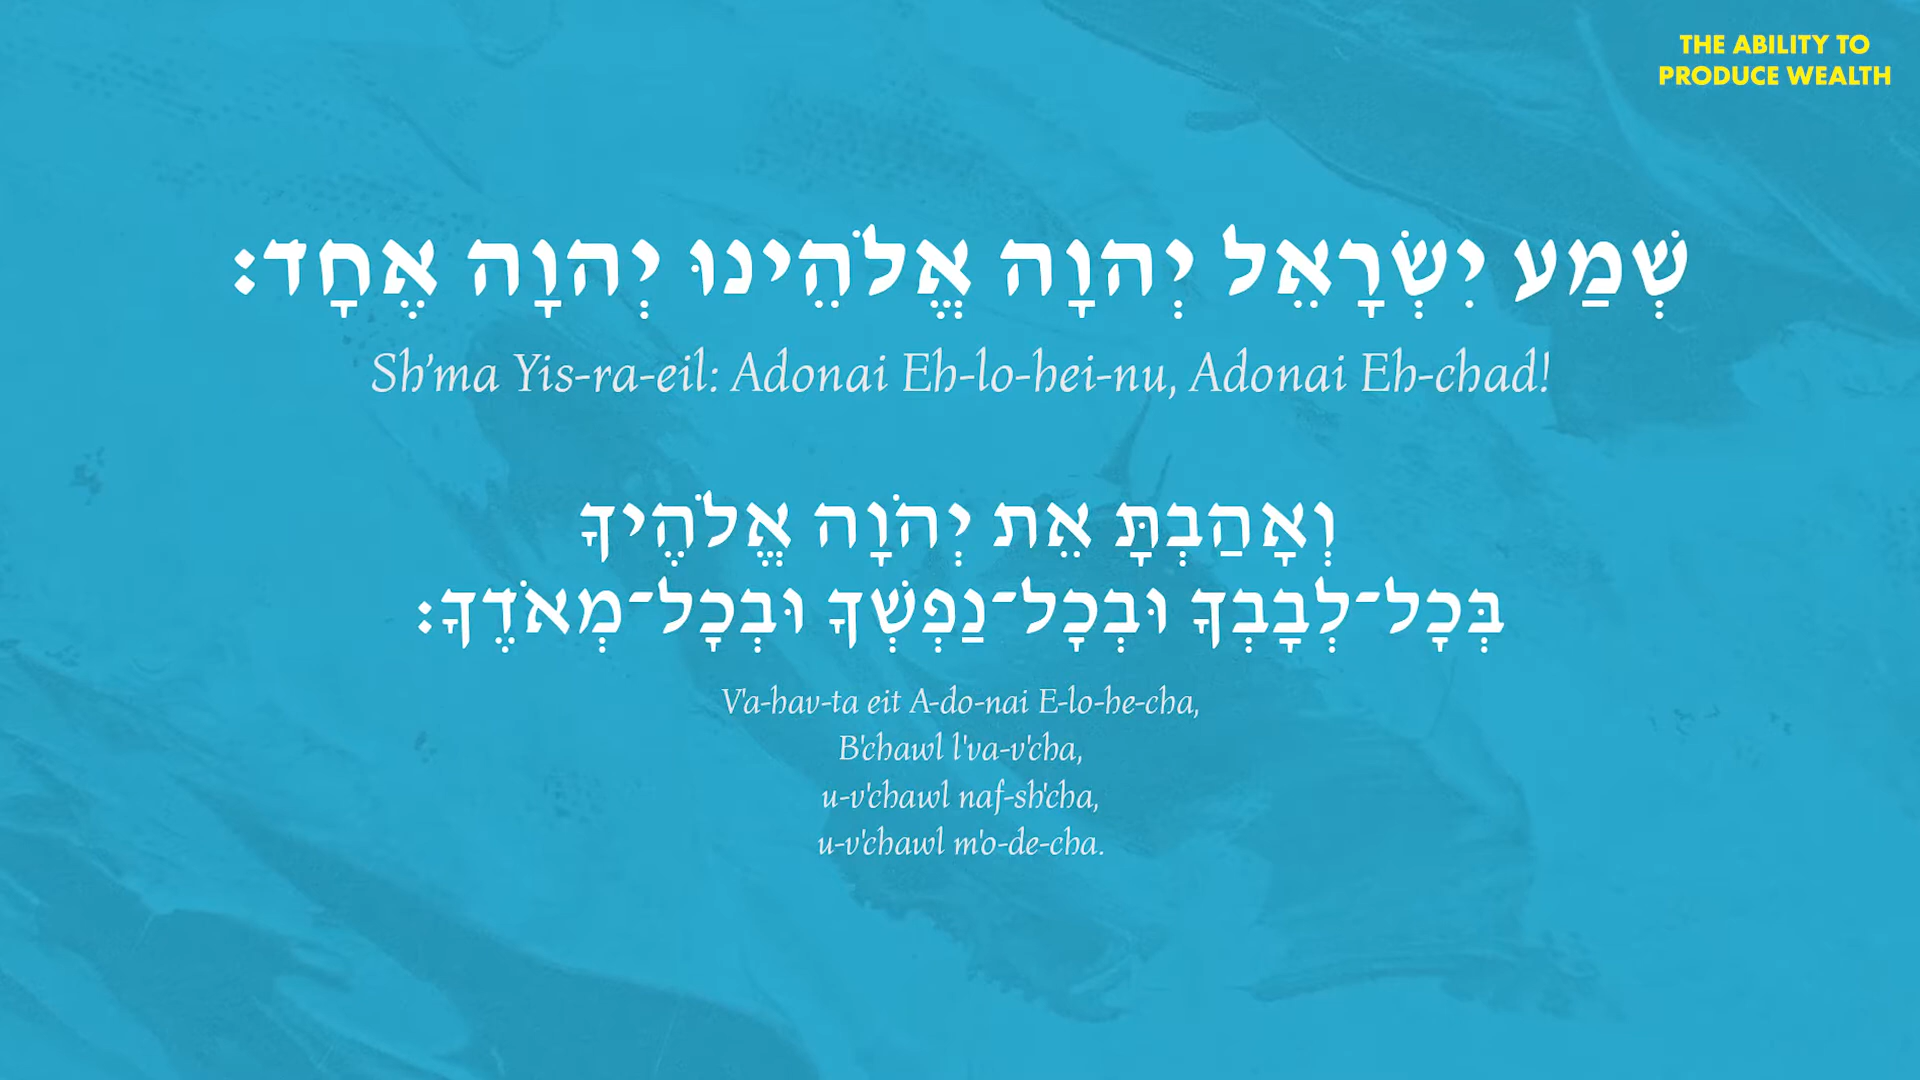 THE ABILITY TO
PRODUCE WEALTH
שְׁמַע יִשְׂרָאֵל יְהוָה אֱלֹהֵינוּ יְהוָה אֶחָד׃
Sh’ma Yis-ra-eil: Adonai Eh-lo-hei-nu, Adonai Eh-chad!
וְאָהַבְתָּ אֵת יְהֹוָה אֱלֹהֶיךָ
בְּכָל־לְבָבְךָ וּבְכָל־נַפְשְׁךָ וּבְכָל־מְאֹדֶךָ׃
V'a-hav-ta eit A-do-nai E-lo-he-cha,
B'chawl l'va-v'cha,
u-v'chawl naf-sh'cha,
u-v'chawl m'o-de-cha.